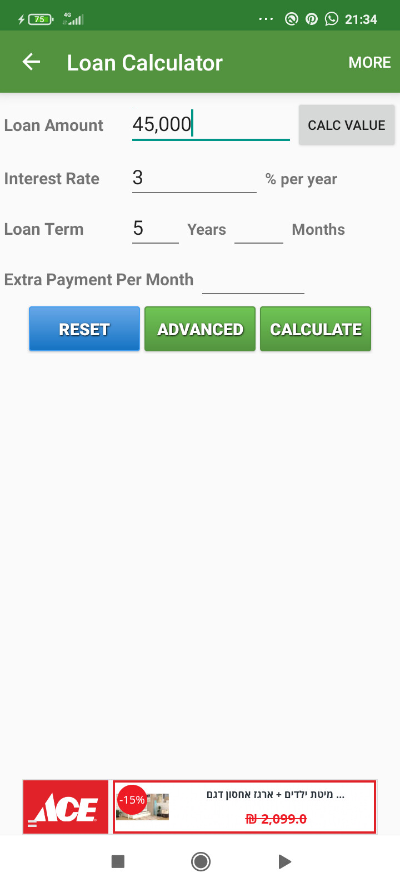 75 4G ... 21:34
Loan Calculator MORE
Loan Amount 45,000 CALC VALUE
Interest Rate 3 % per year
Loan Term 5 Years Months
Extra Payment Per Month
RESET ADVANCED CALCULATE
ACE
-15%
מיטת ילדים + ארגז אחסון דגם ...
₪ 2,099.0